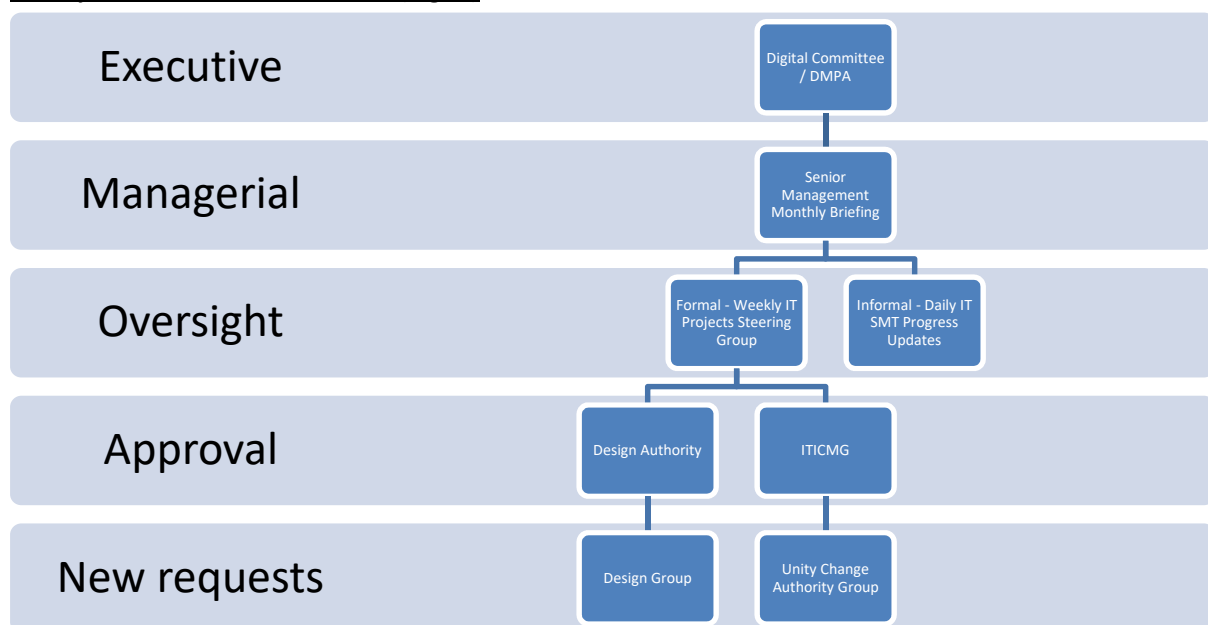 Executive
Digital Committee
/ DMPA
Managerial
Senior
Management
Monthly Briefing
Oversight
Formal - Weekly IT
Projects Steering
Group
Informal - Daily IT
SMT Progress
Updates
Approval
Design Authority
ITICMG
New requests
Design Group
Unity Change
Authority Group